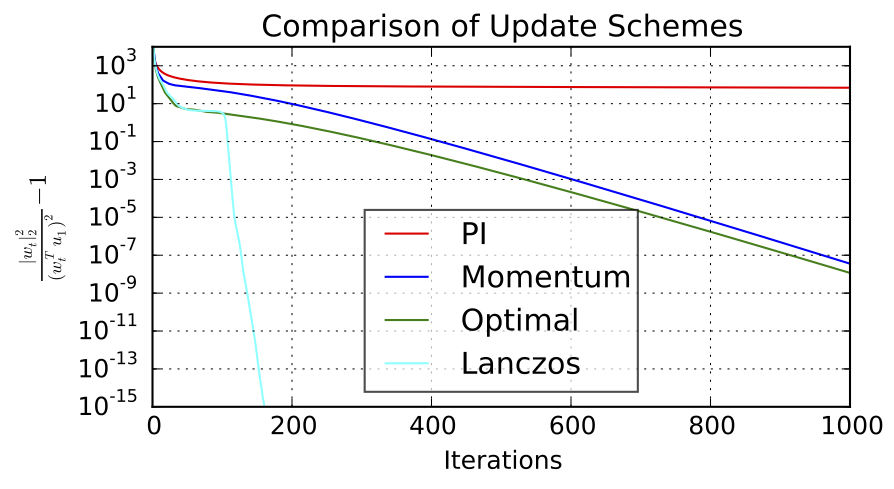 Comparison of Update Schemes
10^3
10^1
10^-1
10^-3
10^-5
10^-7
10^-9
10^-11
10^-13
10^-15
|w_t|_2^2 / (w_t^T u_1)^2 − 1
PI
Momentum
Optimal
Lanczos
0 200 400 600 800 1000
Iterations